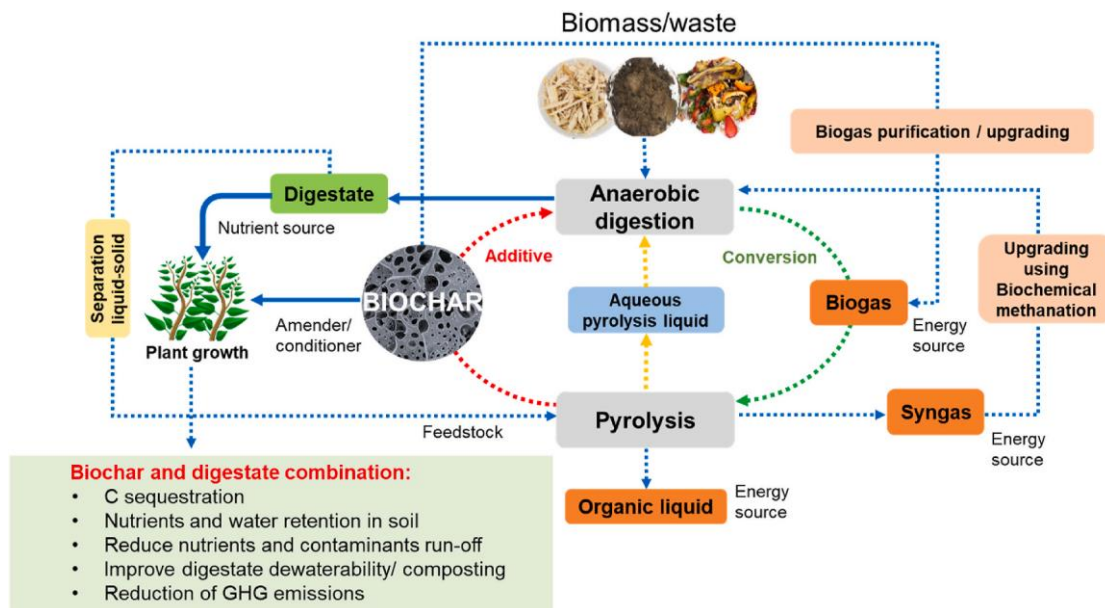 Biomass/waste
Biogas purification / upgrading
Digestate
Anaerobic
digestion
Nutrient source
Separation
liquid-solid
Additive
Conversion
Upgrading
using
Biochemical
methanation
BIOCHAR
Aqueous
pyrolysis liquid
Biogas
Energy
source
Amender/
conditioner
Plant growth
Feedstock
Pyrolysis
Syngas
Energy
source
Organic liquid
Energy
source
Biochar and digestate combination:
• C sequestration
• Nutrients and water retention in soil
• Reduce nutrients and contaminants run-off
• Improve digestate dewaterability/ composting
• Reduction of GHG emissions